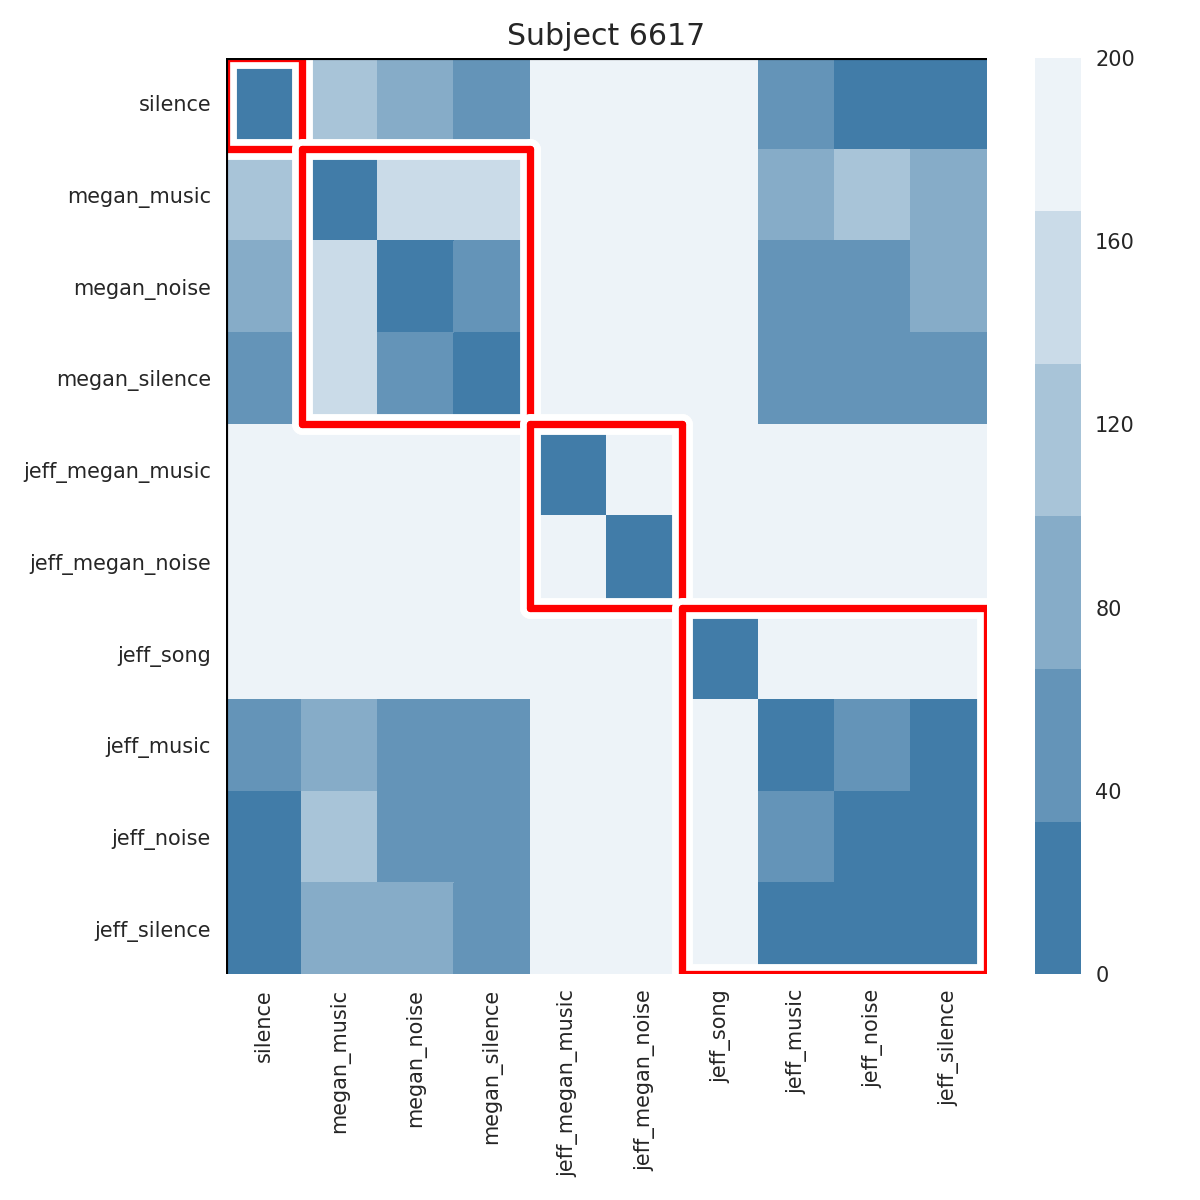 Subject 6617
silence
megan_music
megan_noise
megan_silence
jeff_megan_music
jeff_megan_noise
jeff_song
jeff_music
jeff_noise
jeff_silence
silence
megan_music
megan_noise
megan_silence
jeff_megan_music
jeff_megan_noise
jeff_song
jeff_music
jeff_noise
jeff_silence
200
160
120
80
40
0